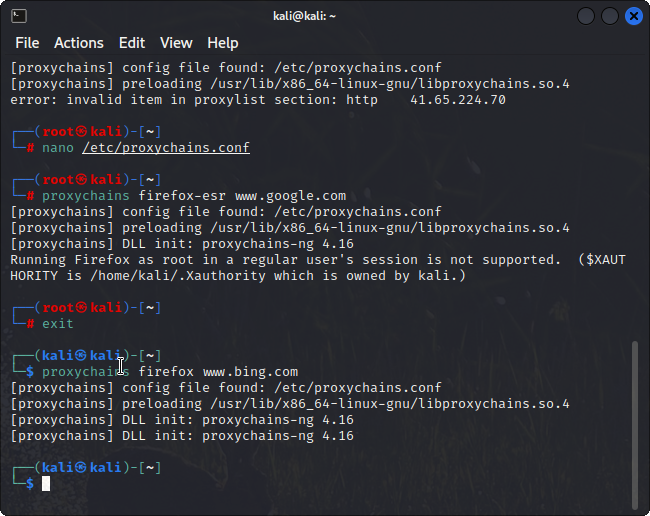 kali@kali: ~
File Actions Edit View Help
[proxychains] config file found: /etc/proxychains.conf
[proxychains] preloading /usr/lib/x86_64-linux-gnu/libproxychains.so.4
error: invalid item in proxylist section: http    41.65.224.70
┌──(root㉿kali)-[~]
└─# nano /etc/proxychains.conf
┌──(root㉿kali)-[~]
└─# proxychains firefox-esr www.google.com
[proxychains] config file found: /etc/proxychains.conf
[proxychains] preloading /usr/lib/x86_64-linux-gnu/libproxychains.so.4
[proxychains] DLL init: proxychains-ng 4.16
Running Firefox as root in a regular user's session is not supported.  ($XAUT
HORITY is /home/kali/.Xauthority which is owned by kali.)
┌──(root㉿kali)-[~]
└─# exit
┌──(kali㉿kali)-[~]
└─$ proxychains firefox www.bing.com
[proxychains] config file found: /etc/proxychains.conf
[proxychains] preloading /usr/lib/x86_64-linux-gnu/libproxychains.so.4
[proxychains] DLL init: proxychains-ng 4.16
[proxychains] DLL init: proxychains-ng 4.16
┌──(kali㉿kali)-[~]
└─$